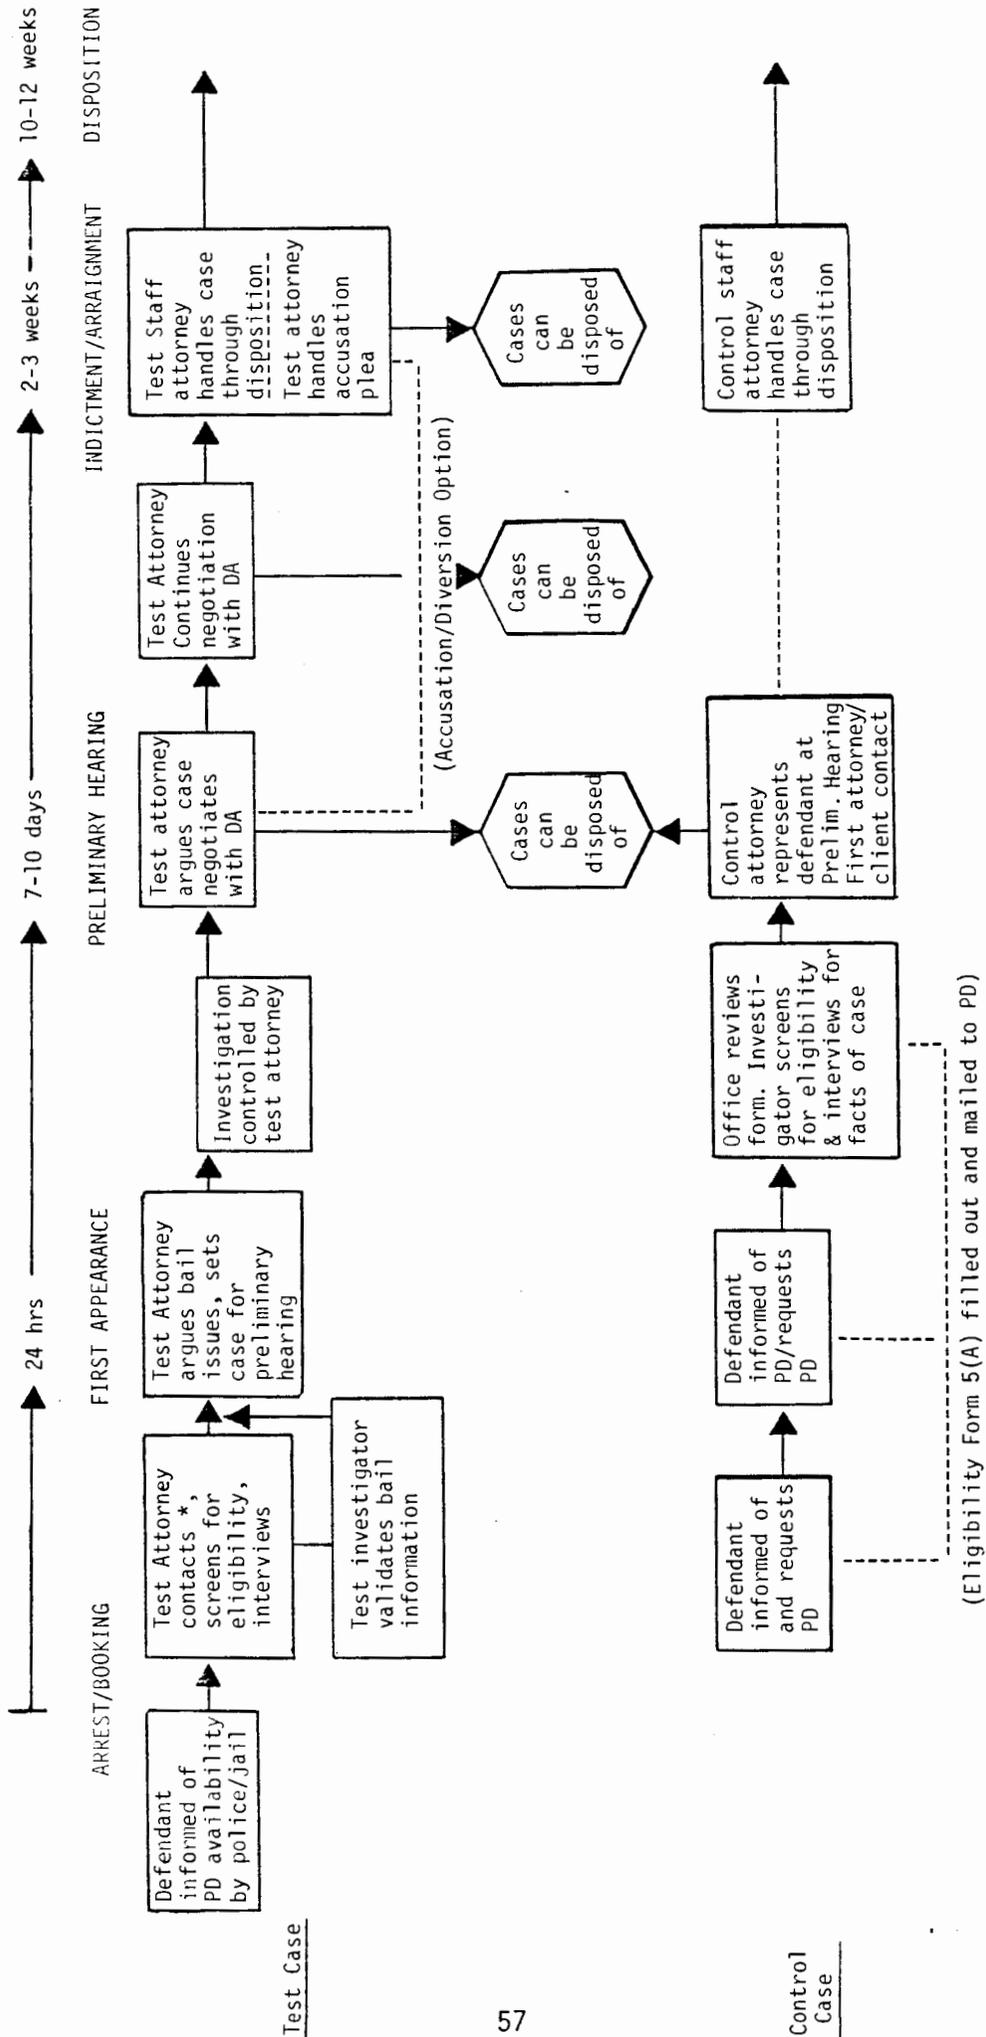 24 hrs
7-10 days
2-3 weeks
10-12 weeks
ARREST/BOOKING
FIRST APPEARANCE
PRELIMINARY HEARING
INDICTMENT/ARRAIGNMENT
DISPOSITION
Test Case
Defendant
informed of
PD availability
by police/jail
Test Attorney
contacts *,
screens for
eligibility,
interviews
Test investigator
validates bail
information
Test Attorney
argues bail
issues, sets
case for
preliminary
hearing
Investigation
controlled by
test attorney
Test attorney
argues case
negotiates
with DA
Test Attorney
Continues
negotiation
with DA
Test Staff
attorney
handles case
through
disposition
Test attorney
handles
accusation
plea
(Accusation/Diversion Option)
Cases
can
be
disposed
of
Cases
can
be
disposed
of
Cases
can
be
disposed
of
Control
Case
Defendant
informed of
and requests
PD
Defendant
informed of
PD/requests
PD
Office reviews
form. Investi-
gator screens
for eligibility
& interviews for
facts of case
Control
attorney
represents
defendant at
Prelim. Hearing
First attorney/
client contact
Control staff
attorney
handles case
through
disposition
(Eligibility Form 5(A) filled out and mailed to PD)
57